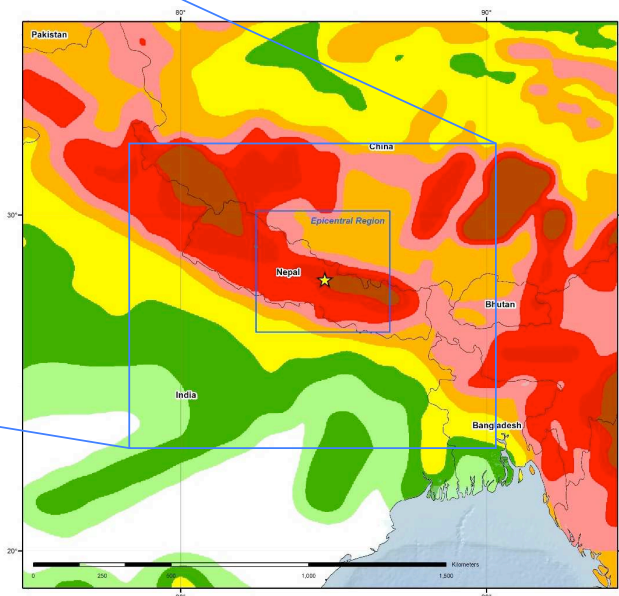 80°
90°
Pakistan
China
30°
Epicentral Region
Nepal
Bhutan
India
Bangladesh
20°
Kilometers
0 250 500 1,000 1,500